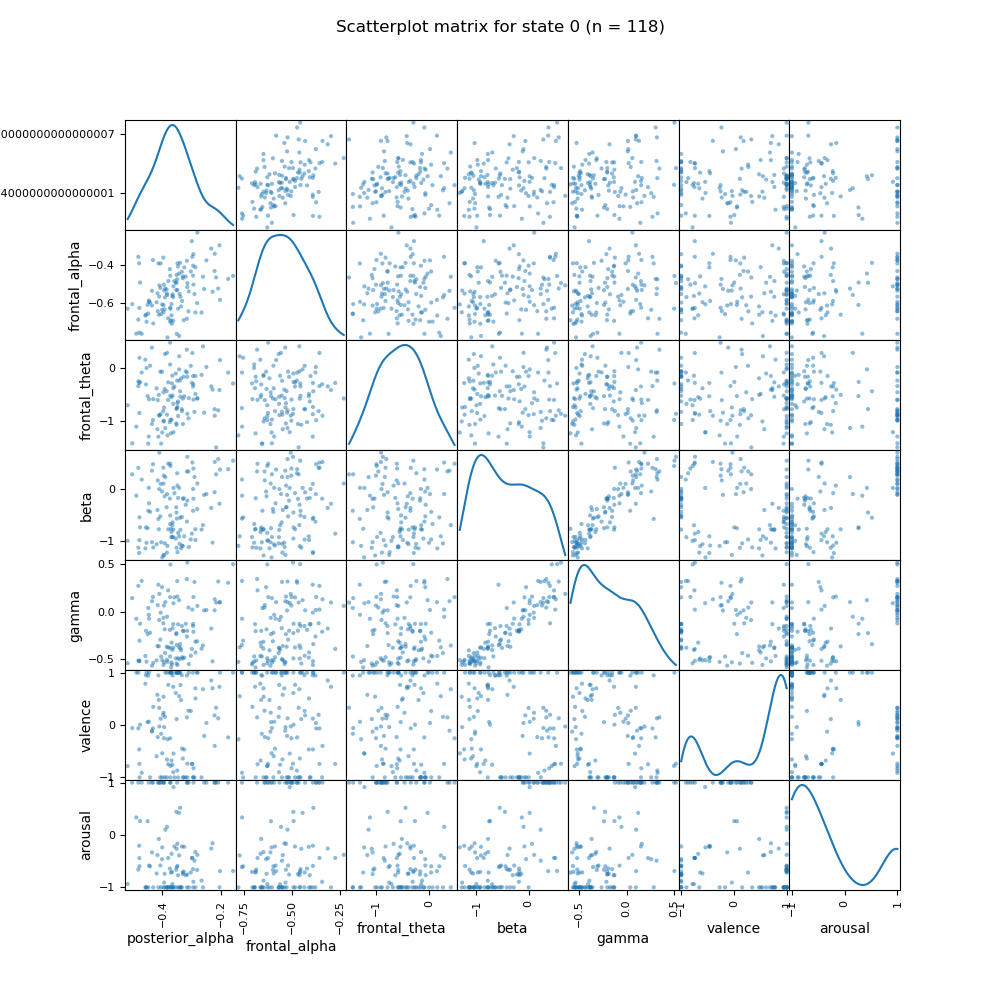 Scatterplot matrix for state 0 (n = 118)
0000000000000007
4000000000000001
frontal_alpha
−0.4
−0.6
frontal_theta
0
−1
beta
0
−1
gamma
0.5
0.0
−0.5
valence
1
0
−1
arousal
1
0
−1
−0.4
−0.2
−0.75
−0.50
−0.25
−1
0
−1
0
−0.5
0.0
0.5
−1
0
1
−1
0
1
posterior_alpha
frontal_alpha
frontal_theta
beta
gamma
valence
arousal